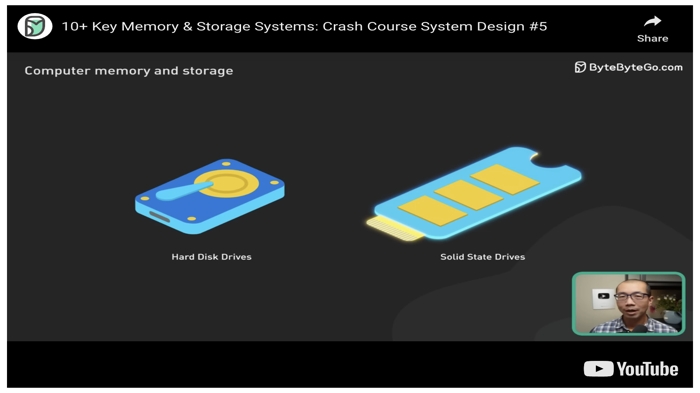 10+ Key Memory & Storage Systems: Crash Course System Design #5
Share
Computer memory and storage
ByteByteGo.com
Hard Disk Drives
Solid State Drives
YouTube